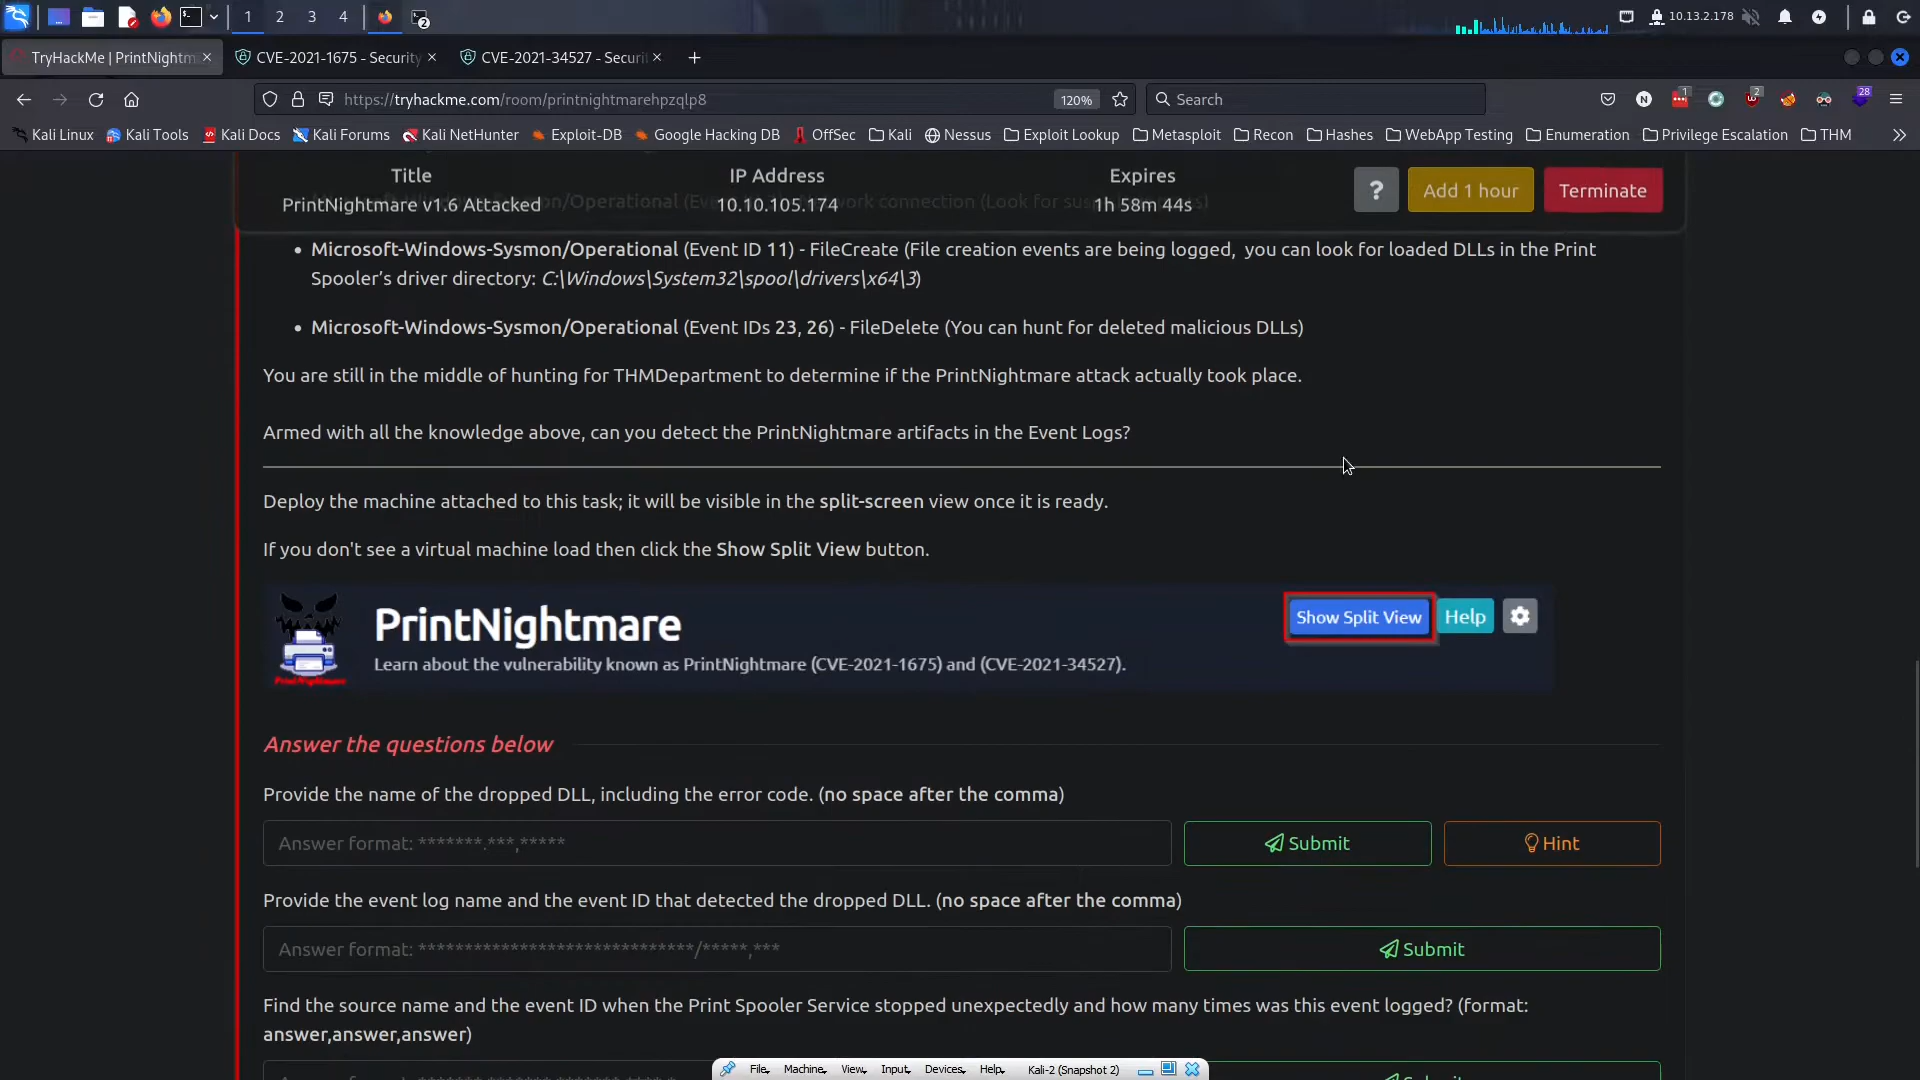 1 2 3 4 2 10.13.2.178
TryHackMe | PrintNightm
CVE-2021-1675 - Security
CVE-2021-34527 - Securi
https://tryhackme.com/room/printnightmarehpzqlp8 120% Search 1 N 2 28
Kali Linux Kali Tools Kali Docs Kali Forums Kali NetHunter Exploit-DB Google Hacking DB OffSec Kali Nessus Exploit Lookup Metasploit Recon Hashes WebApp Testing Enumeration Privilege Escalation THM
Title IP Address Expires
? Add 1 hour Terminate
PrintNightmare v1.6 Attacked 10.10.105.174 1h 58m 44s
• Microsoft-Windows-Sysmon/Operational (Event ID 11) - FileCreate (File creation events are being logged, you can look for loaded DLLs in the Print
Spooler’s driver directory: C:\Windows\System32\spool\drivers\x64\3)
• Microsoft-Windows-Sysmon/Operational (Event IDs 23, 26) - FileDelete (You can hunt for deleted malicious DLLs)
You are still in the middle of hunting for THMDepartment to determine if the PrintNightmare attack actually took place.
Armed with all the knowledge above, can you detect the PrintNightmare artifacts in the Event Logs?
Deploy the machine attached to this task; it will be visible in the split-screen view once it is ready.
If you don't see a virtual machine load then click the Show Split View button.
PrintNightmare
Show Split View Help
Learn about the vulnerability known as PrintNightmare (CVE-2021-1675) and (CVE-2021-34527).
PrintNightmare
Answer the questions below
Provide the name of the dropped DLL, including the error code. (no space after the comma)
Answer format: *******.***,***** Submit Hint
Provide the event log name and the event ID that detected the dropped DLL. (no space after the comma)
Answer format: ******************************/*****,*** Submit
Find the source name and the event ID when the Print Spooler Service stopped unexpectedly and how many times was this event logged? (format:
answer,answer,answer)
File Machine View Input Devices Help Kali-2 (Snapshot 2)